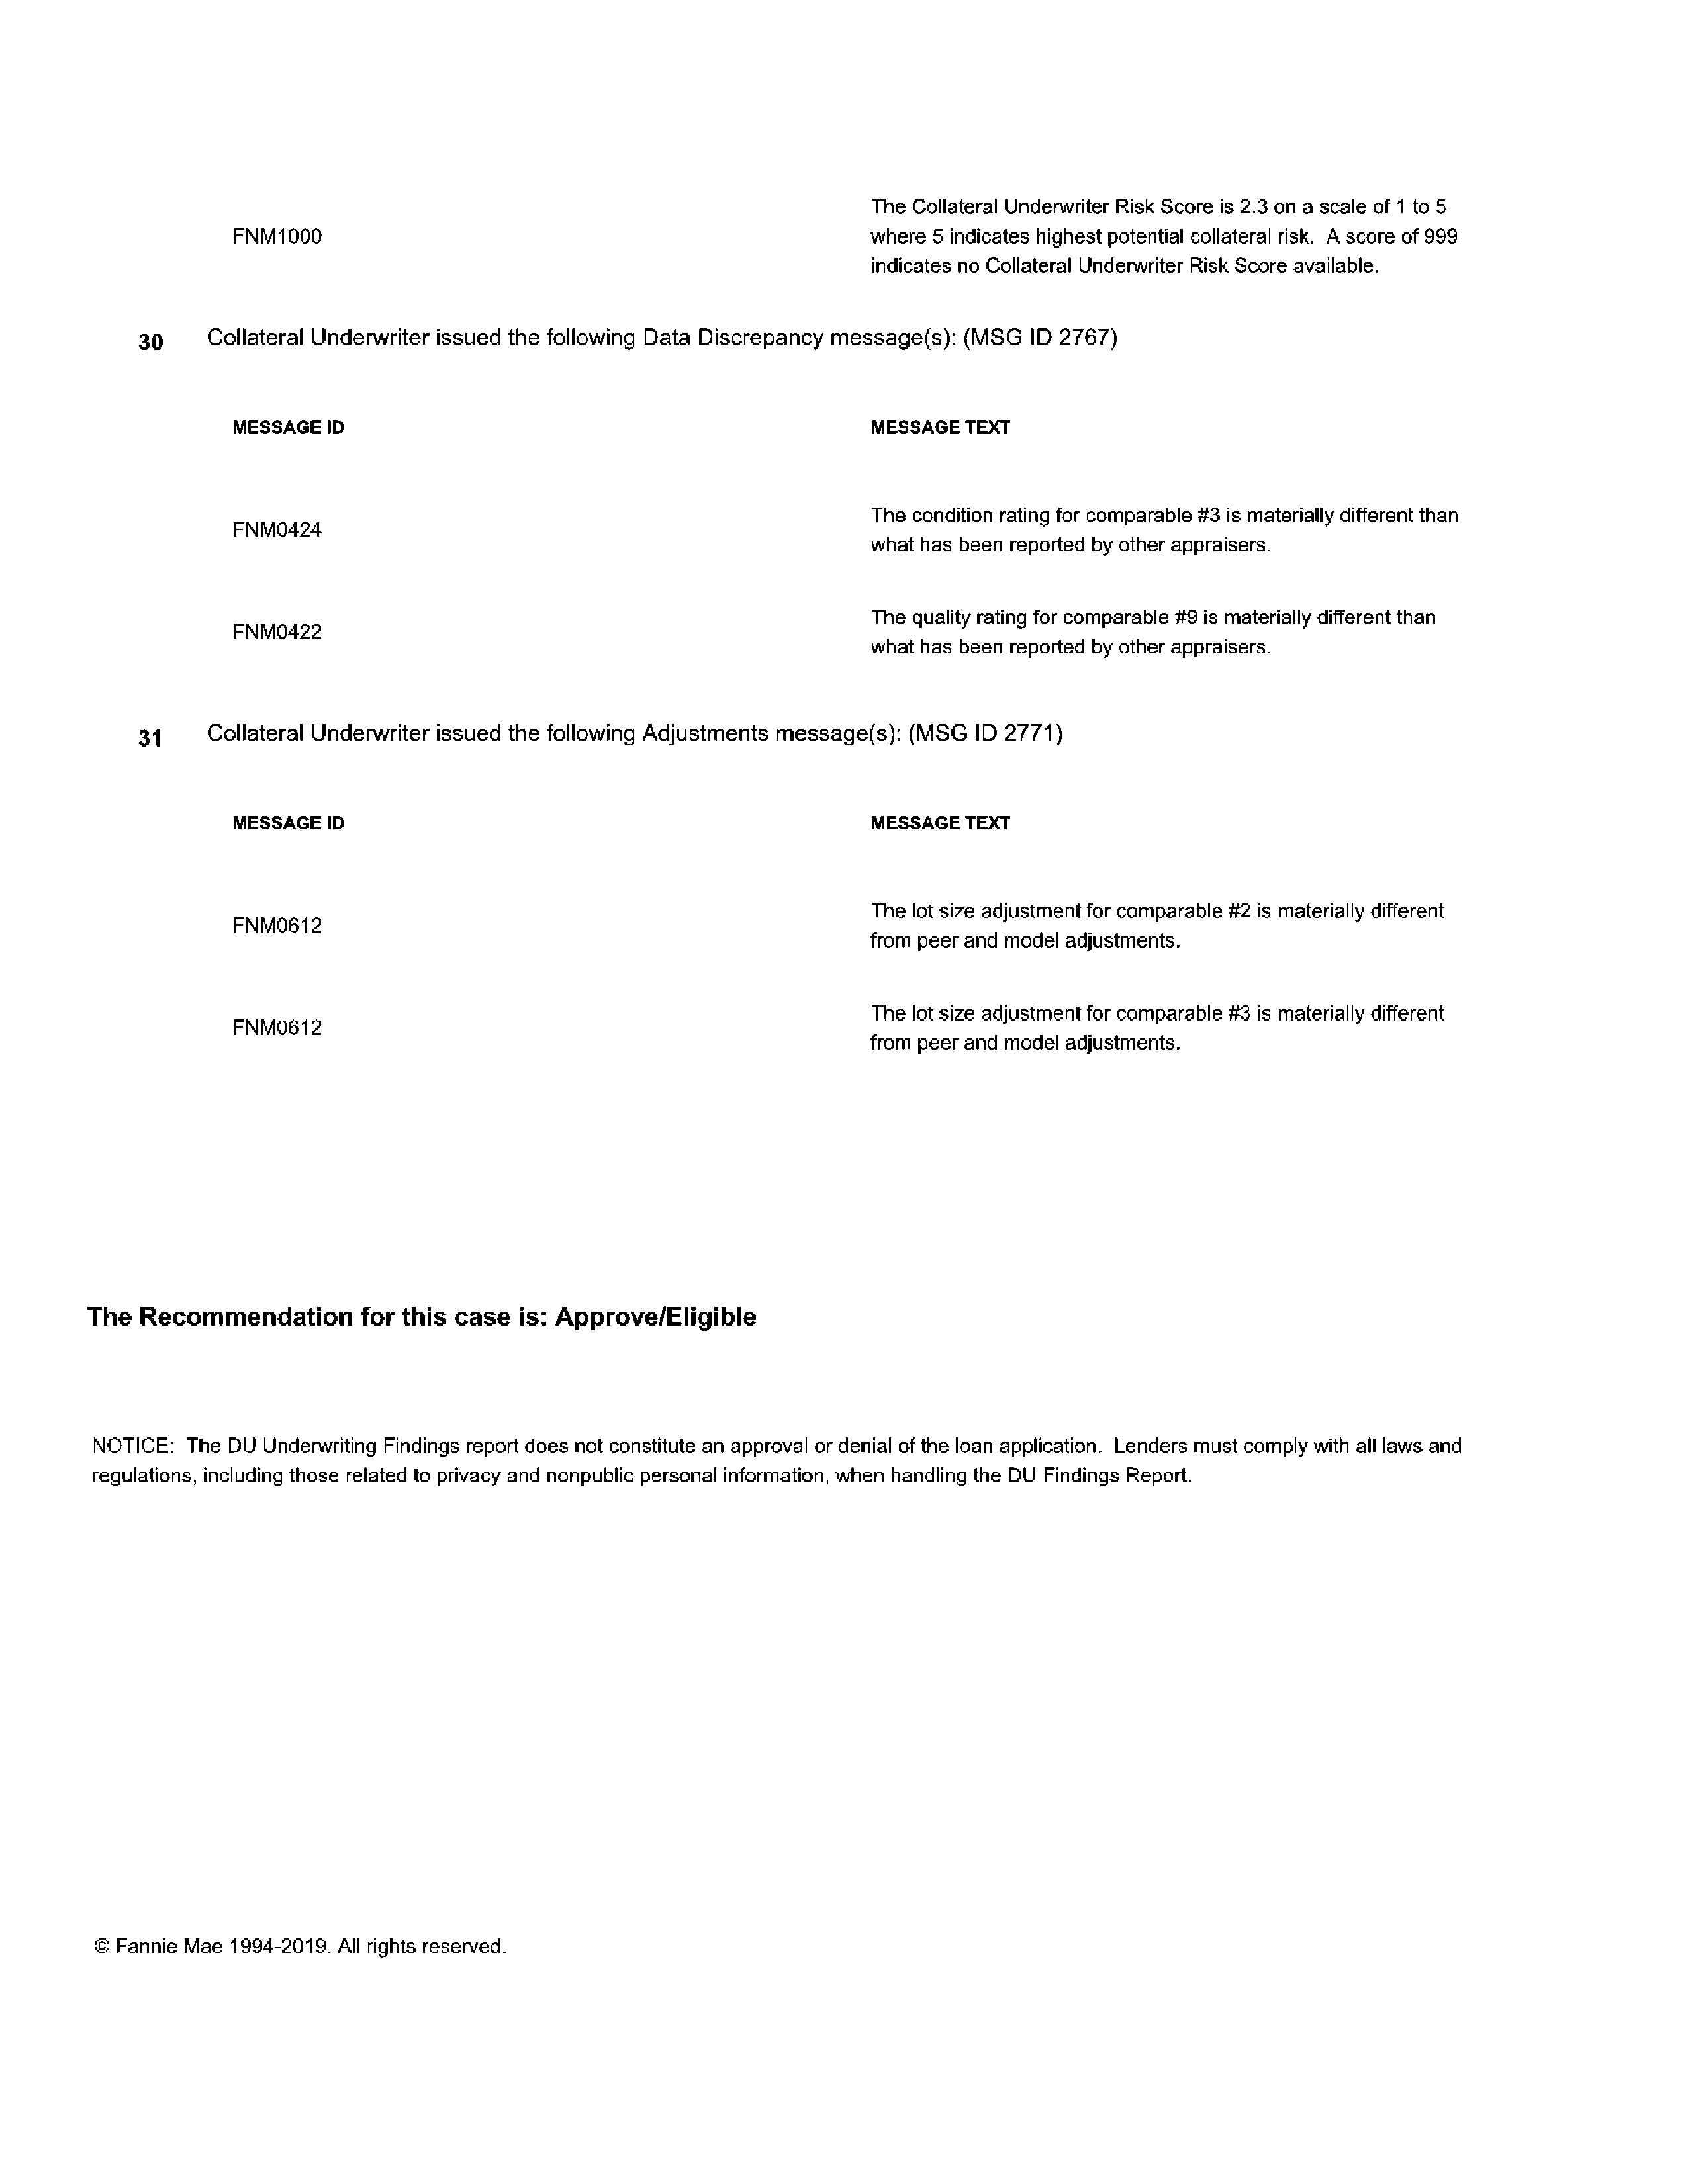 The Collateral Underwriter Risk Score is 2.3 on a scale of 1 to 5
FNM1000
where 5 indicates highest potential collateral risk.  A score of 999
indicates no Collateral Underwriter Risk Score available.
30 Collateral Underwriter issued the following Data Discrepancy message(s): (MSG ID 2767)
MESSAGE ID MESSAGE TEXT
FNM0424
The condition rating for comparable #3 is materially different than
what has been reported by other appraisers.
FNM0422
The quality rating for comparable #9 is materially different than
what has been reported by other appraisers.
31 Collateral Underwriter issued the following Adjustments message(s): (MSG ID 2771)
MESSAGE ID MESSAGE TEXT
FNM0612
The lot size adjustment for comparable #2 is materially different
from peer and model adjustments.
FNM0612
The lot size adjustment for comparable #3 is materially different
from peer and model adjustments.
The Recommendation for this case is: Approve/Eligible
NOTICE:  The DU Underwriting Findings report does not constitute an approval or denial of the loan application.  Lenders must comply with all laws and
regulations, including those related to privacy and nonpublic personal information, when handling the DU Findings Report.
© Fannie Mae 1994-2019. All rights reserved.